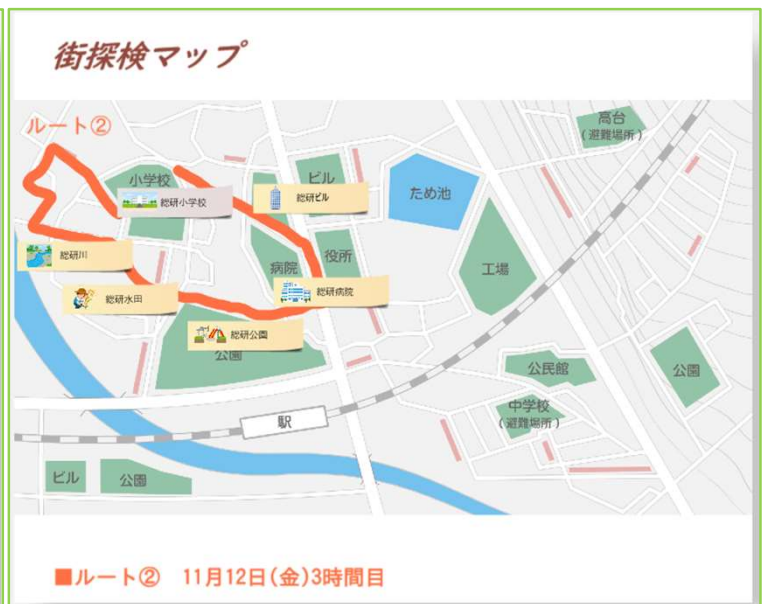 街探検マップ
ルート②
高台
(避難場所)
小学校
総研小学校
ビル
総研ビル
ため池
総研川
病院
役所
工場
総研水田
総研病院
総研公園
公園
公民館
公園
中学校
(避難場所)
駅
ビル
公園
■ルート② 11月12日(金)3時間目